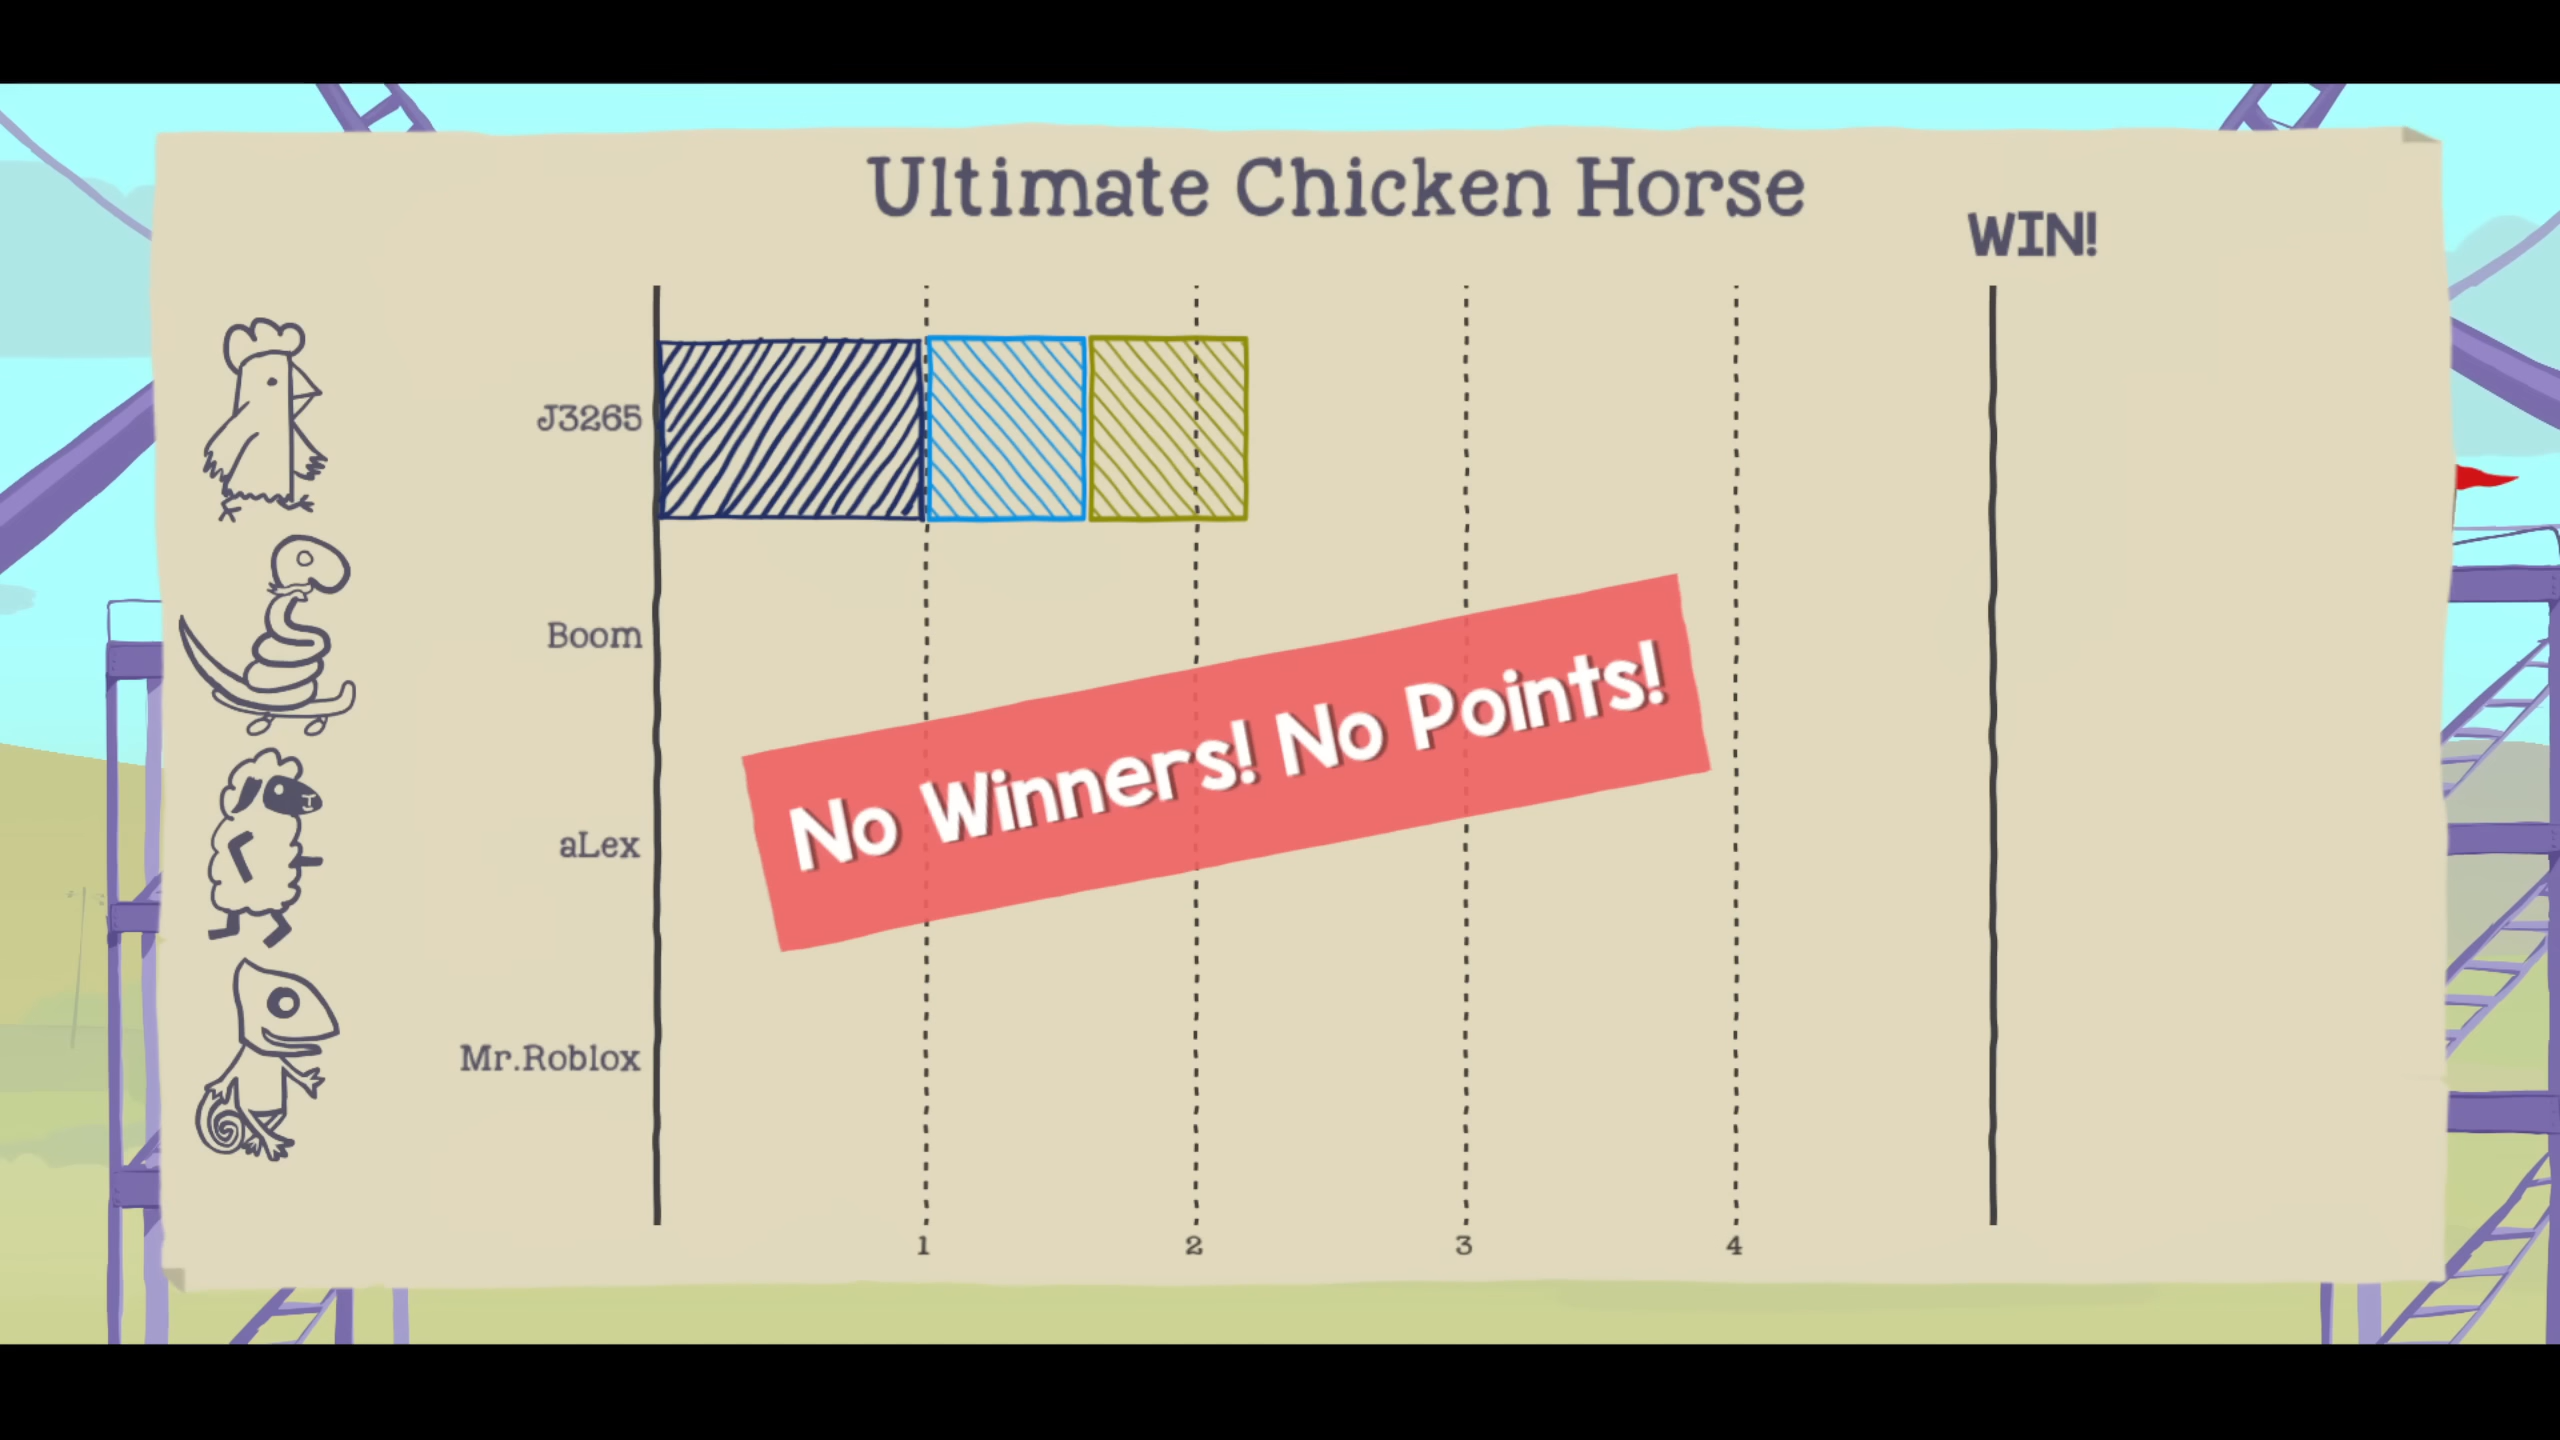 Ultimate Chicken Horse
WIN!
J3265
Boom
No Winners! No Points!
aLex
Mr.Roblox
1 2 3 4